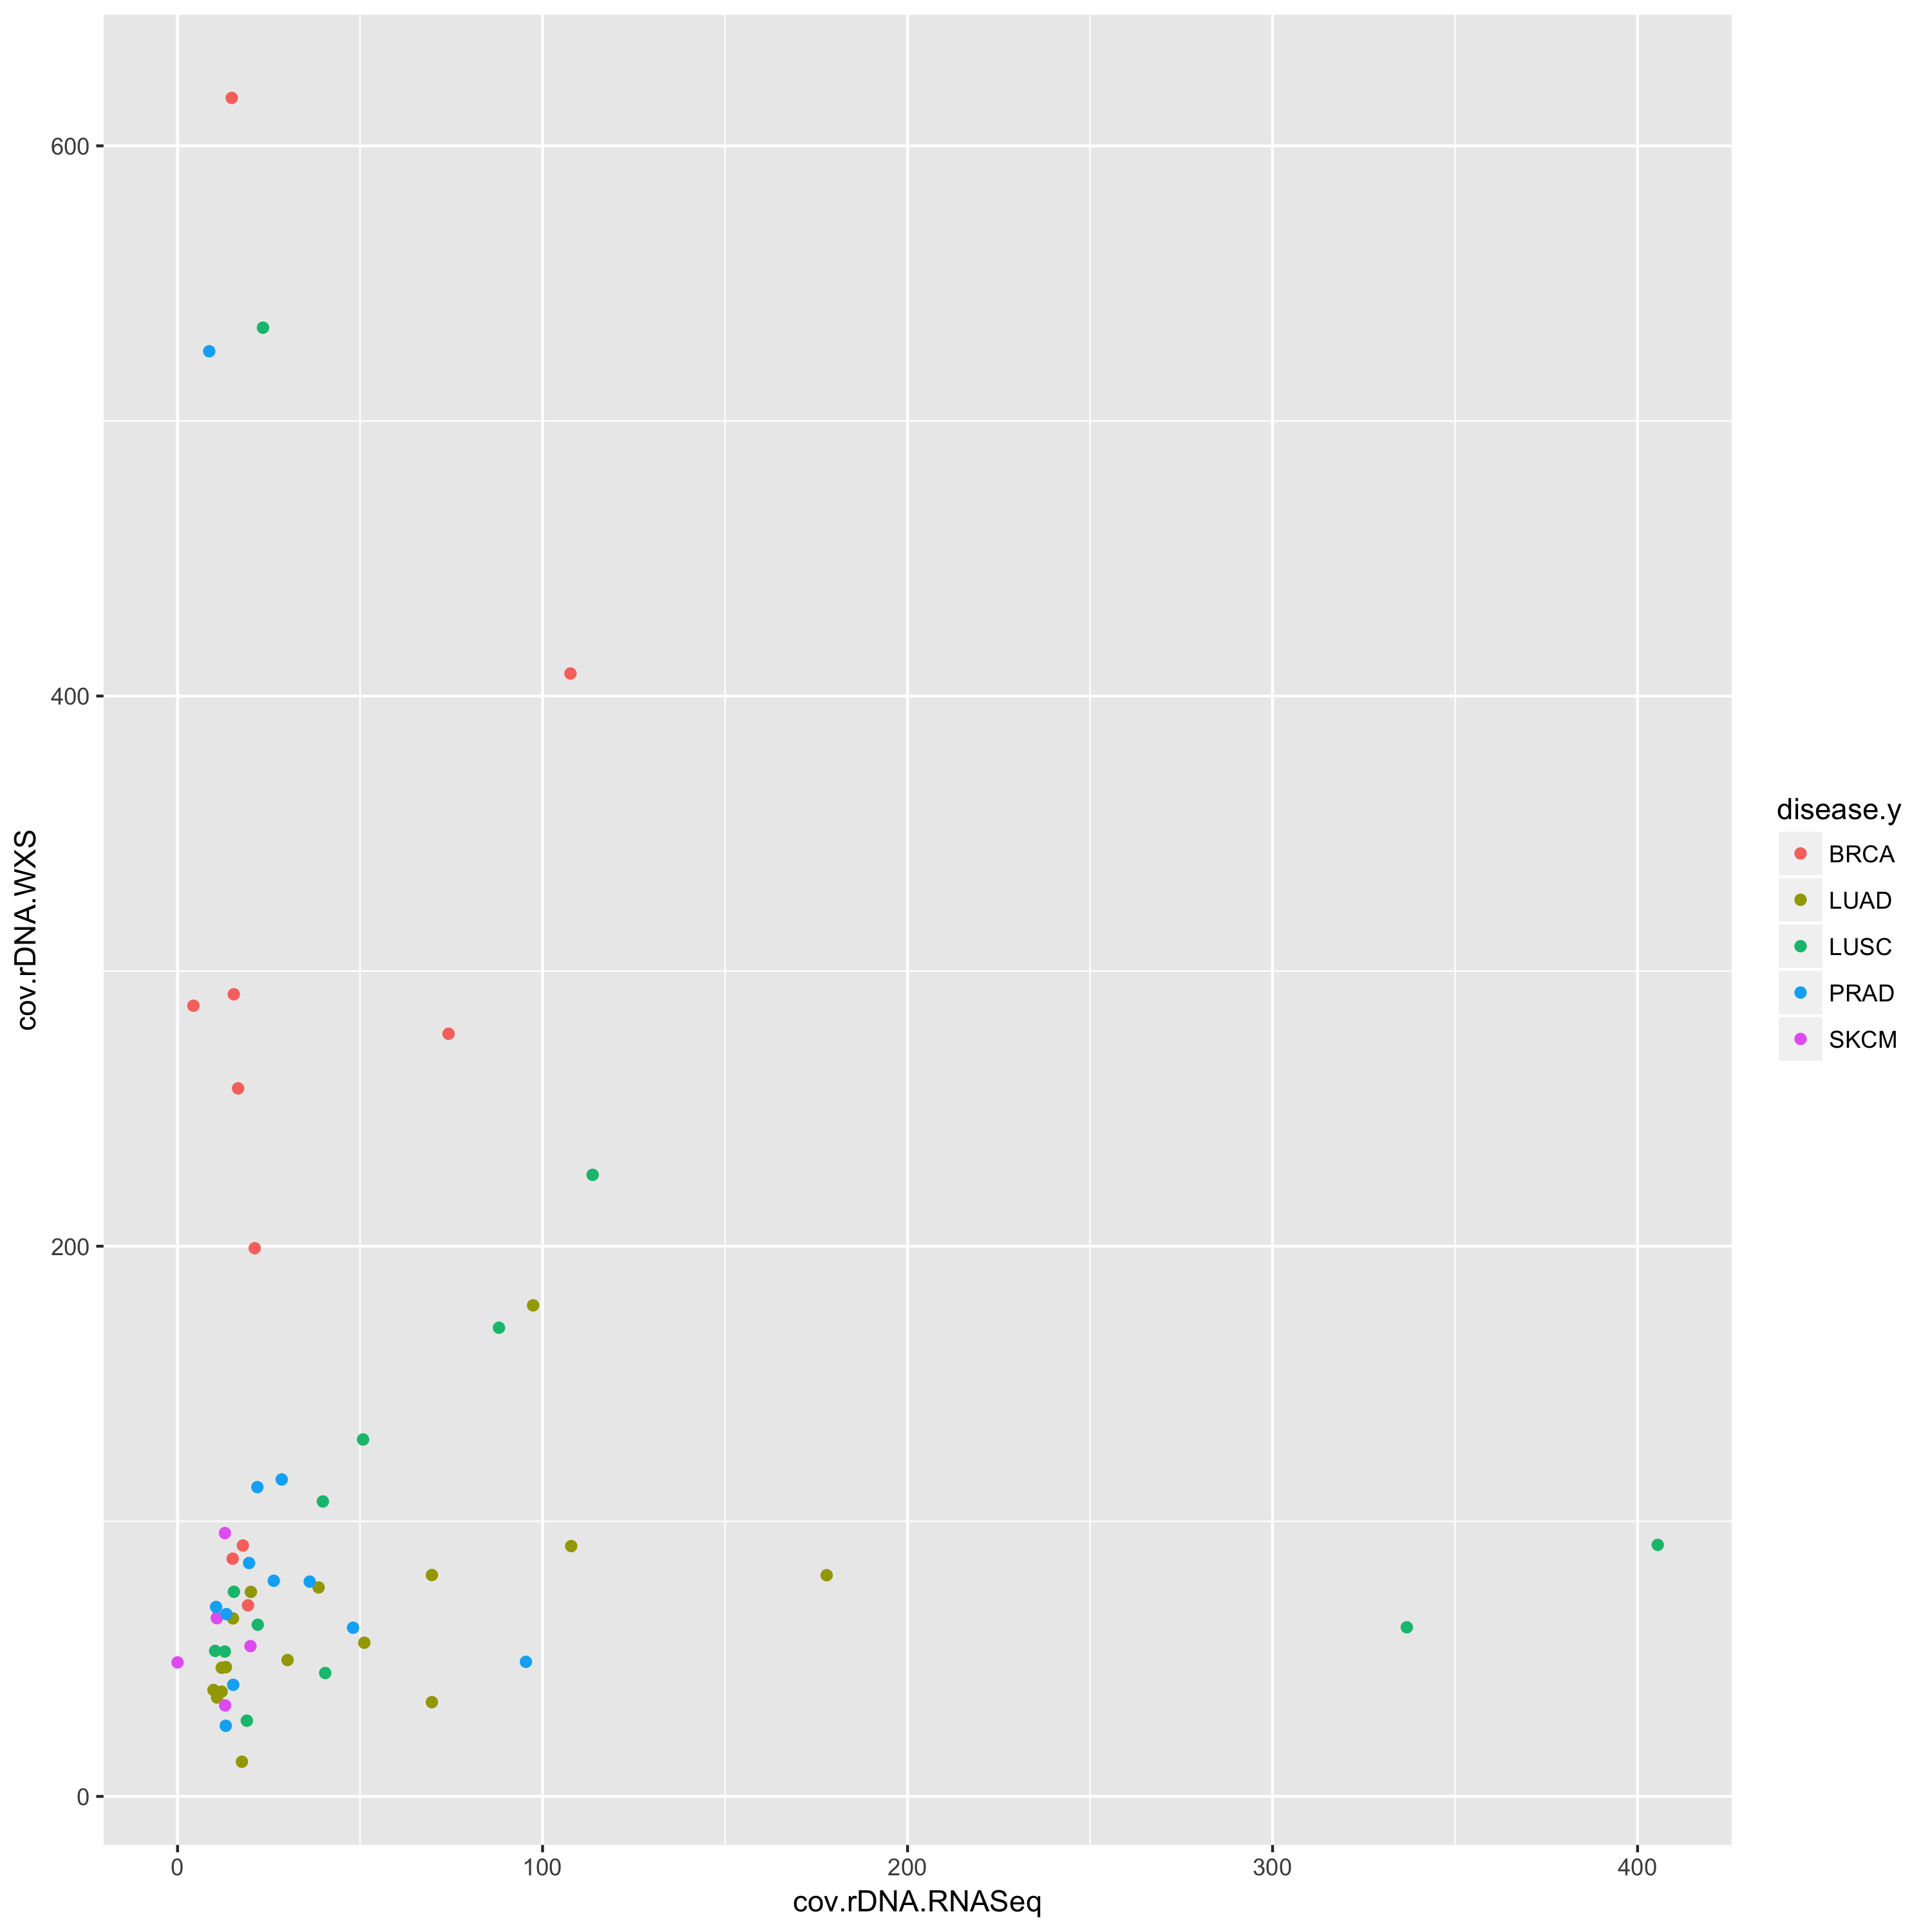 600
400
200
0
cov.rDNA.WXS
0 100 200 300 400
cov.rDNA.RNASeq
disease.y
BRCA
LUAD
LUSC
PRAD
SKCM